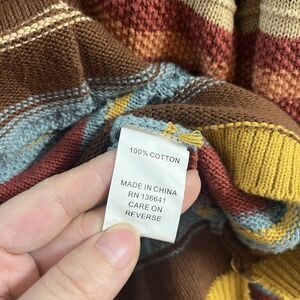 100% COTTON
MADE IN CHINA
RN 136641
CARE ON
REVERSE